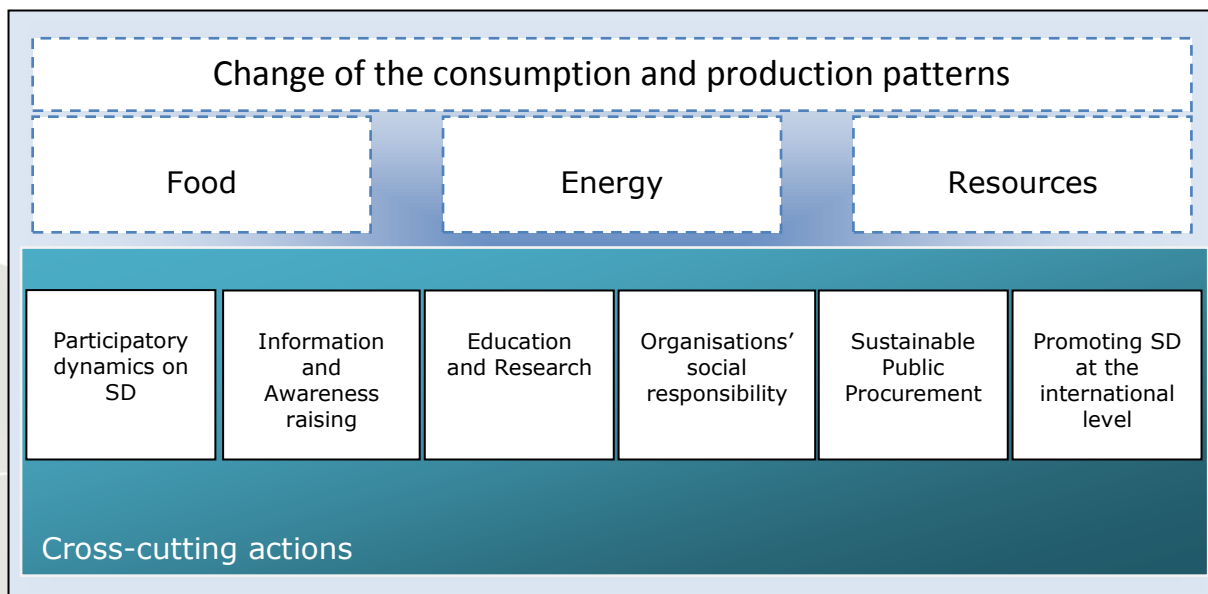 Change of the consumption and production patterns
Food
Energy
Resources
Participatory
dynamics on
SD
Information
and
Awareness
raising
Education
and Research
Organisations’
social
responsibility
Sustainable
Public
Procurement
Promoting SD
at the
international
level
Cross-cutting actions